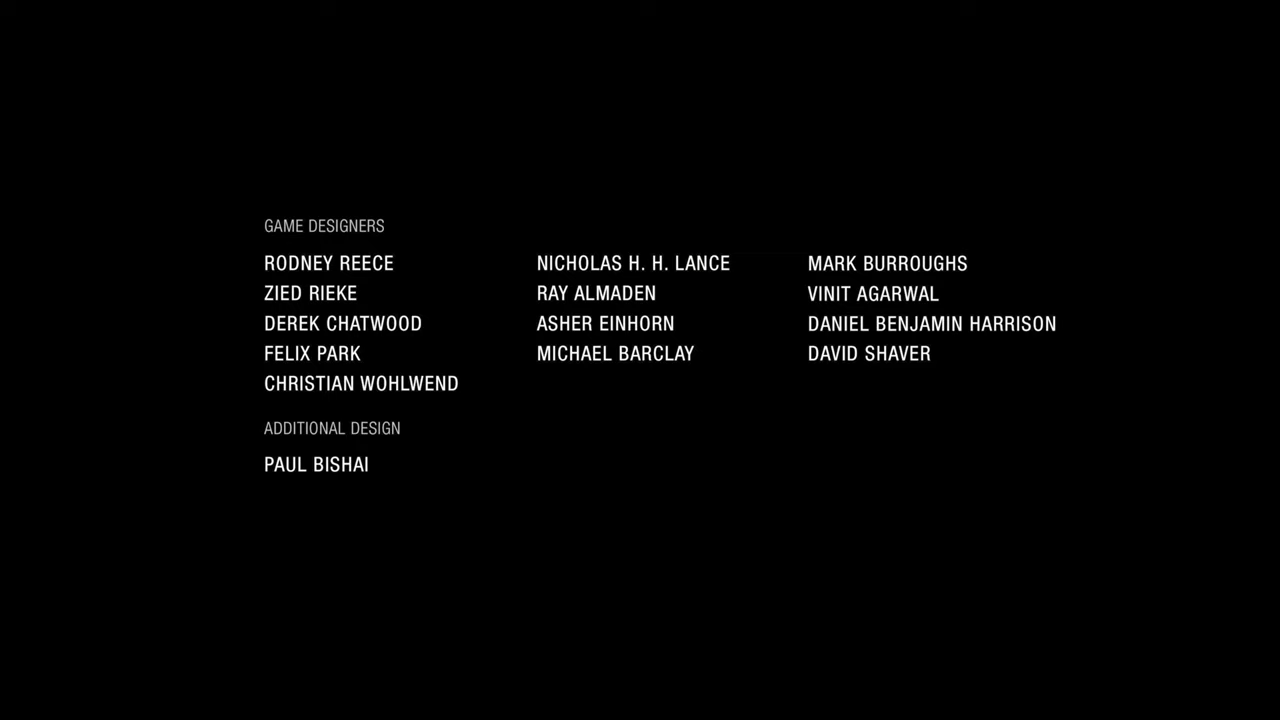 GAME DESIGNERS
RODNEY REECE
ZIED RIEKE
DEREK CHATWOOD
FELIX PARK
CHRISTIAN WOHLWEND
NICHOLAS H. H. LANCE
RAY ALMADEN
ASHER EINHORN
MICHAEL BARCLAY
MARK BURROUGHS
VINIT AGARWAL
DANIEL BENJAMIN HARRISON
DAVID SHAVER
ADDITIONAL DESIGN
PAUL BISHAI